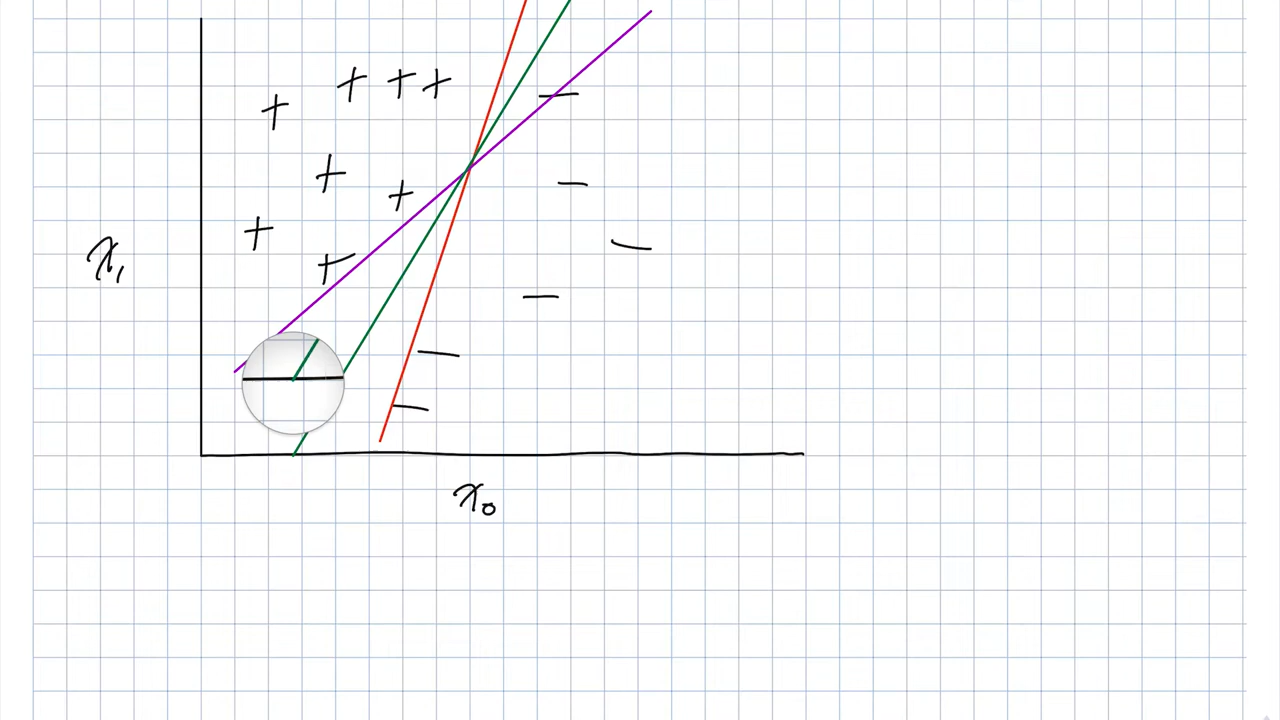 + + + +
−
+ + −
+ −
x₁ +
−
−
−
x₀